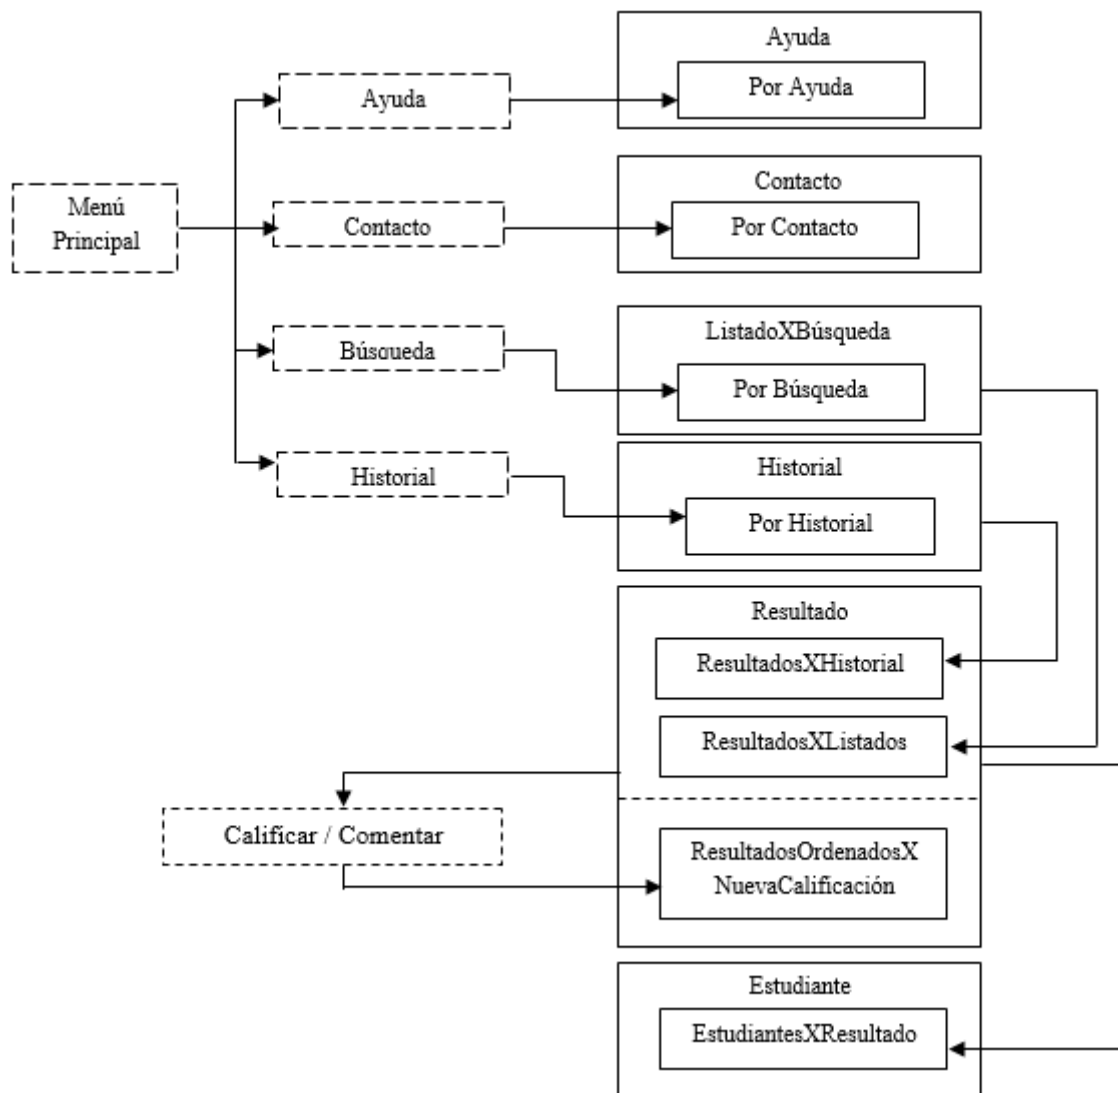 Ayuda
Por Ayuda
Ayuda
Contacto
Menú
Principal
Contacto
Por Contacto
ListadoXBúsqueda
Búsqueda
Por Búsqueda
Historial
Historial
Por Historial
Resultado
ResultadosXHistorial
ResultadosXListados
Calificar / Comentar
ResultadosOrdenadosX
NuevaCalificación
Estudiante
EstudiantesXResultado